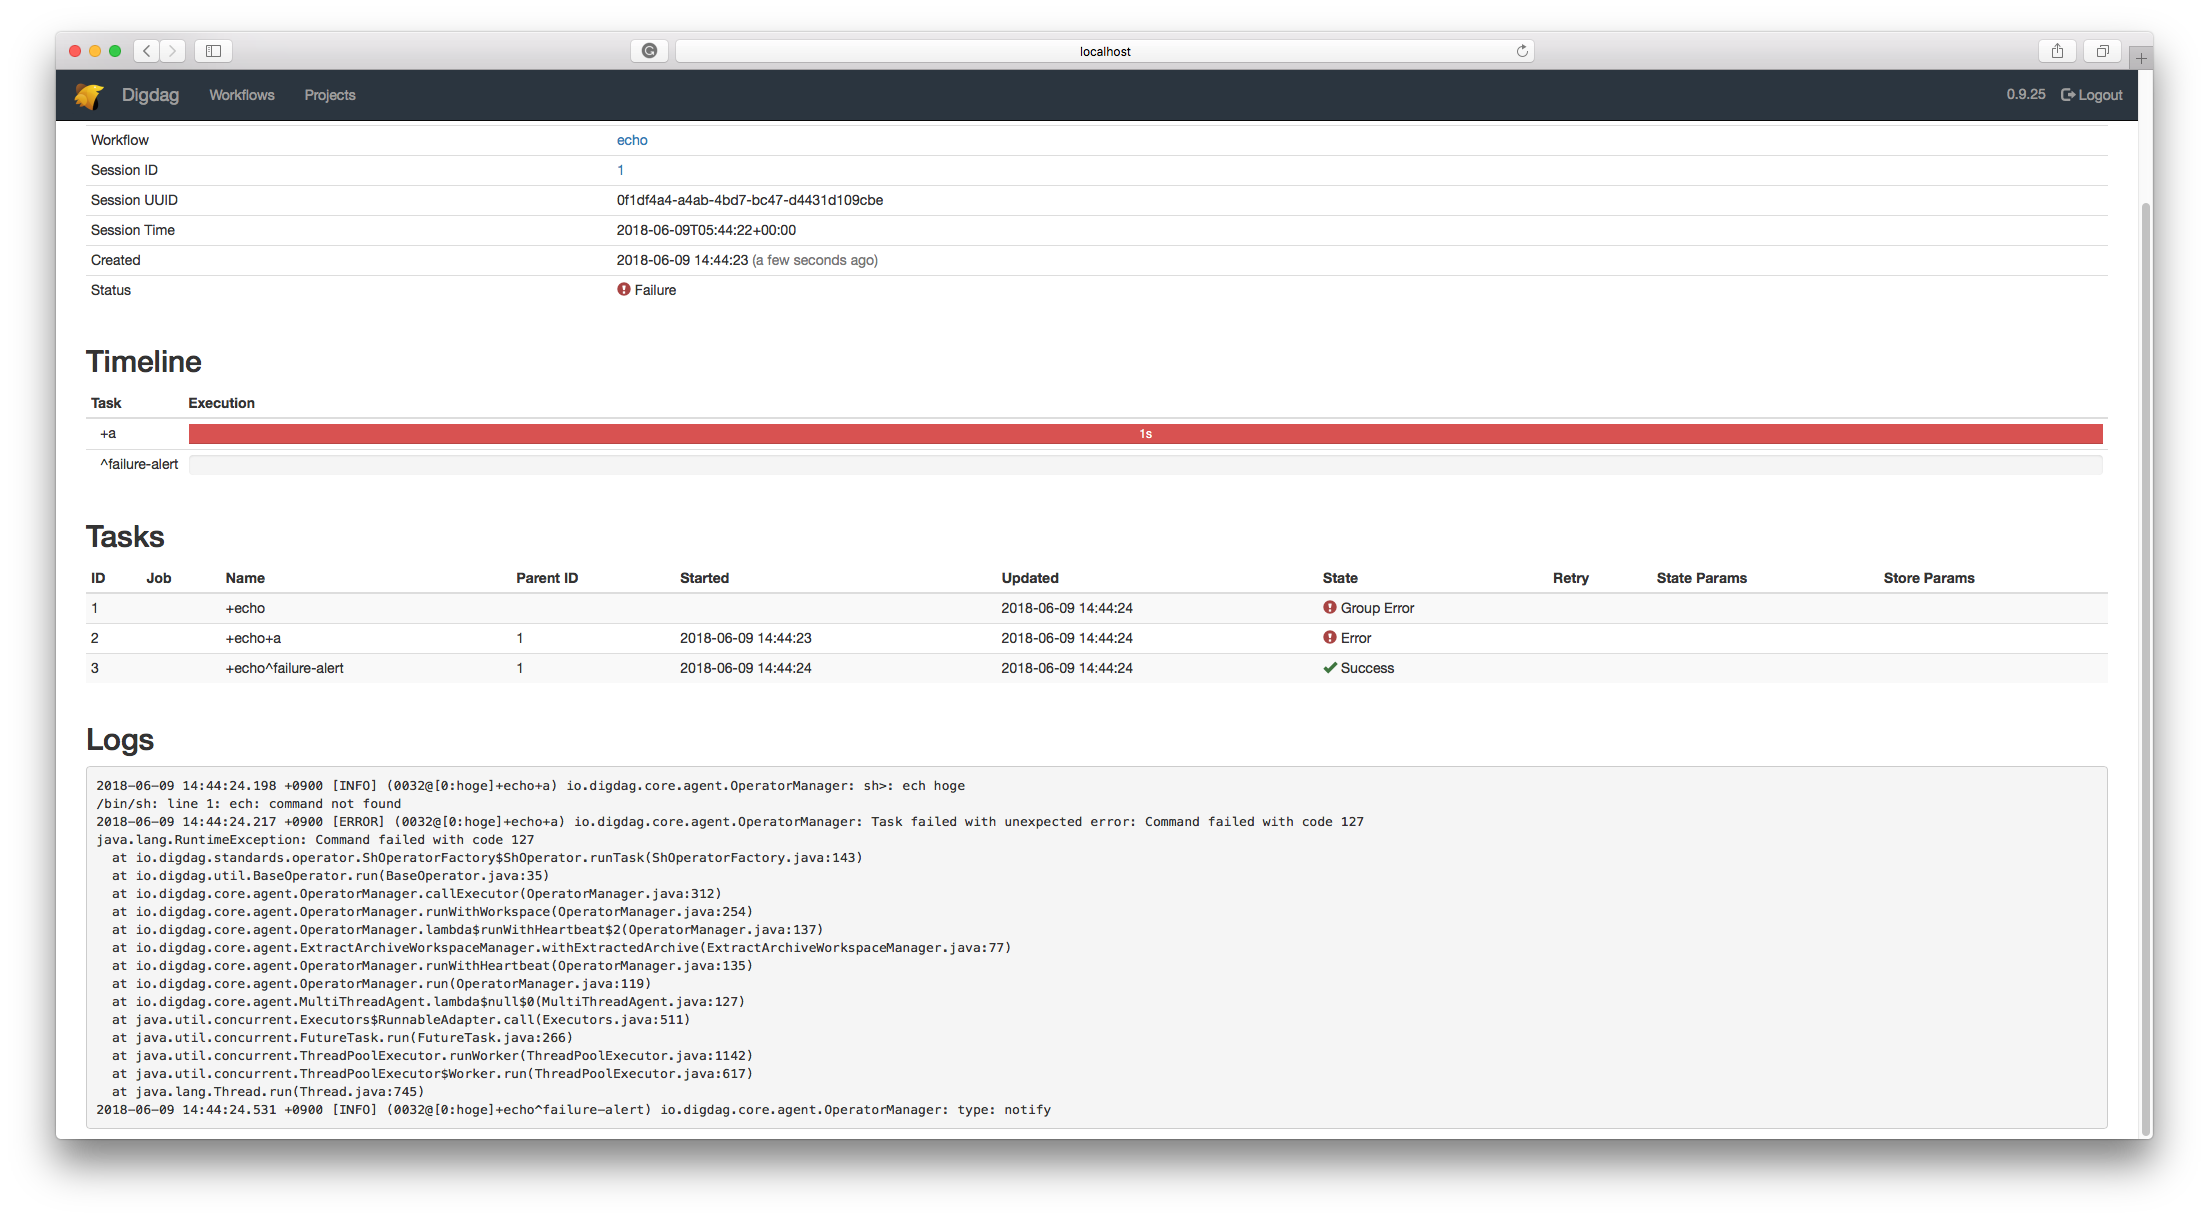 localhost
Digdag Workflows Projects 0.9.25 Logout
Workflow echo
Session ID 1
Session UUID 0f1df4a4-a4ab-4bd7-bc47-d4431d109cbe
Session Time 2018-06-09T05:44:22+00:00
Created 2018-06-09 14:44:23 (a few seconds ago)
Status Failure
Timeline
Task Execution
+a 1s
^failure-alert
Tasks
ID Job Name Parent ID Started Updated State Retry State Params Store Params
1 +echo 2018-06-09 14:44:24 Group Error
2 +echo+a 1 2018-06-09 14:44:23 2018-06-09 14:44:24 Error
3 +echo^failure-alert 1 2018-06-09 14:44:24 2018-06-09 14:44:24 Success
Logs
2018-06-09 14:44:24.198 +0900 [INFO] (0032@[0:hoge]+echo+a) io.digdag.core.agent.OperatorManager: sh>: ech hoge
/bin/sh: line 1: ech: command not found
2018-06-09 14:44:24.217 +0900 [ERROR] (0032@[0:hoge]+echo+a) io.digdag.core.agent.OperatorManager: Task failed with unexpected error: Command failed with code 127
java.lang.RuntimeException: Command failed with code 127
at io.digdag.standards.operator.ShOperatorFactory$ShOperator.runTask(ShOperatorFactory.java:143)
at io.digdag.util.BaseOperator.run(BaseOperator.java:35)
at io.digdag.core.agent.OperatorManager.callExecutor(OperatorManager.java:312)
at io.digdag.core.agent.OperatorManager.runWithWorkspace(OperatorManager.java:254)
at io.digdag.core.agent.OperatorManager.lambda$runWithHeartbeat$2(OperatorManager.java:137)
at io.digdag.core.agent.ExtractArchiveWorkspaceManager.withExtractedArchive(ExtractArchiveWorkspaceManager.java:77)
at io.digdag.core.agent.OperatorManager.runWithHeartbeat(OperatorManager.java:135)
at io.digdag.core.agent.OperatorManager.run(OperatorManager.java:119)
at io.digdag.core.agent.MultiThreadAgent.lambda$null$0(MultiThreadAgent.java:127)
at java.util.concurrent.Executors$RunnableAdapter.call(Executors.java:511)
at java.util.concurrent.FutureTask.run(FutureTask.java:266)
at java.util.concurrent.ThreadPoolExecutor.runWorker(ThreadPoolExecutor.java:1142)
at java.util.concurrent.ThreadPoolExecutor$Worker.run(ThreadPoolExecutor.java:617)
at java.lang.Thread.run(Thread.java:745)
2018-06-09 14:44:24.531 +0900 [INFO] (0032@[0:hoge]+echo^failure-alert) io.digdag.core.agent.OperatorManager: type: notify